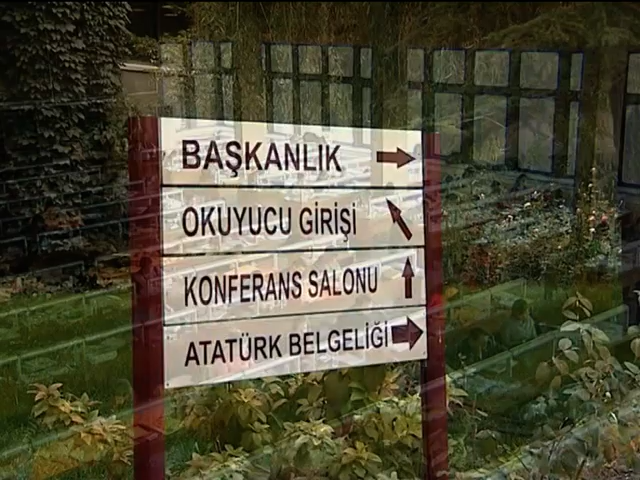 BAŞKANLIK
OKUYUCU GİRİŞİ
KONFERANS SALONU
ATATÜRK BELGELİĞİ